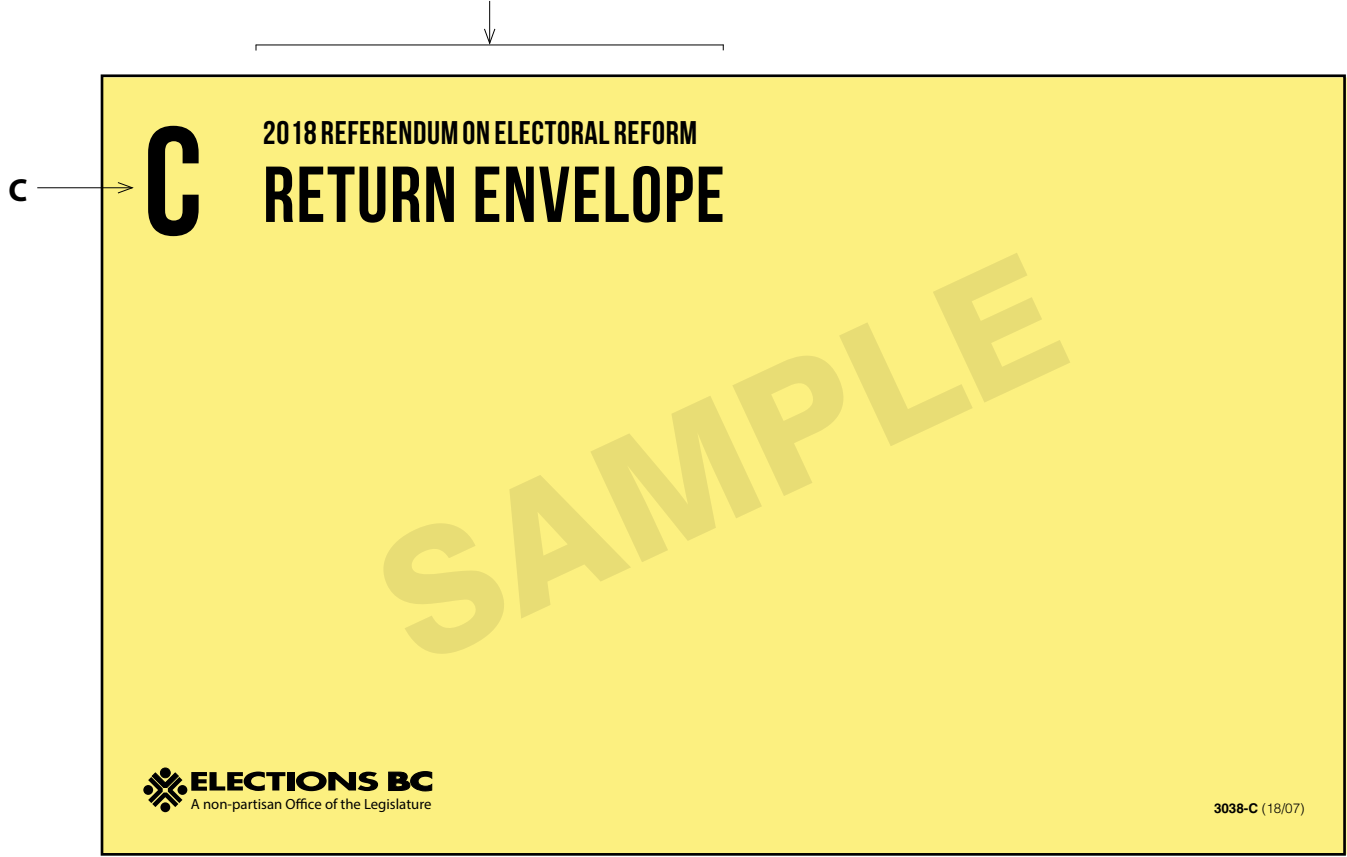 2018 REFERENDUM ON ELECTORAL REFORM
C
C
RETURN ENVELOPE
SAMPLE
ELECTIONS BC
A non-partisan Office of the Legislature
3038-C (18/07)